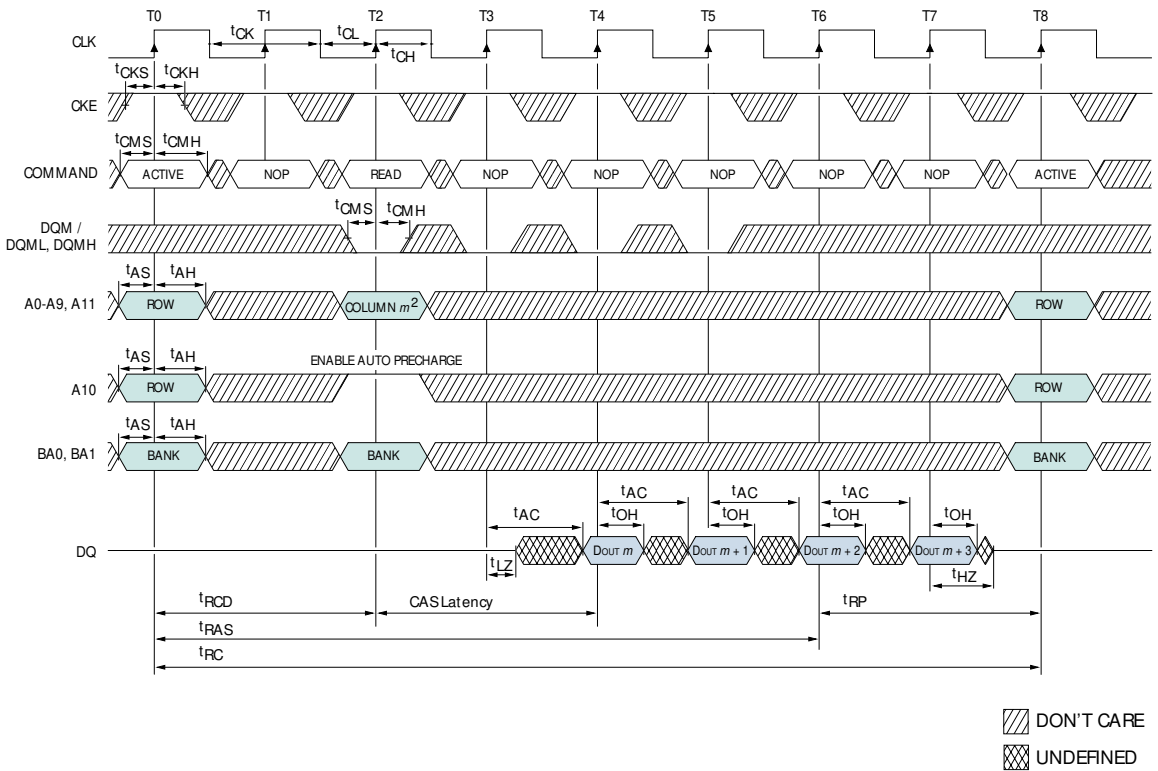 T0 T1 T2 T3 T4 T5 T6 T7 T8
CLK tCK tCL tCH
tCKS tCKH
CKE
tCMS tCMH
COMMAND ACTIVE NOP READ NOP NOP NOP NOP NOP ACTIVE
tCMS tCMH
DQM /
DQML, DQMH
tAS tAH
A0-A9, A11 ROW COLUMN m2 ROW
tAS tAH ENABLE AUTO PRECHARGE
A10 ROW ROW
tAS tAH
BA0, BA1 BANK BANK BANK
tAC tAC tAC tAC
tOH tOH tOH tOH
DQ DOUT m DOUT m + 1 DOUT m + 2 DOUT m + 3
tLZ tHZ
tRCD CAS Latency tRP
tRAS
tRC
DON'T CARE
UNDEFINED